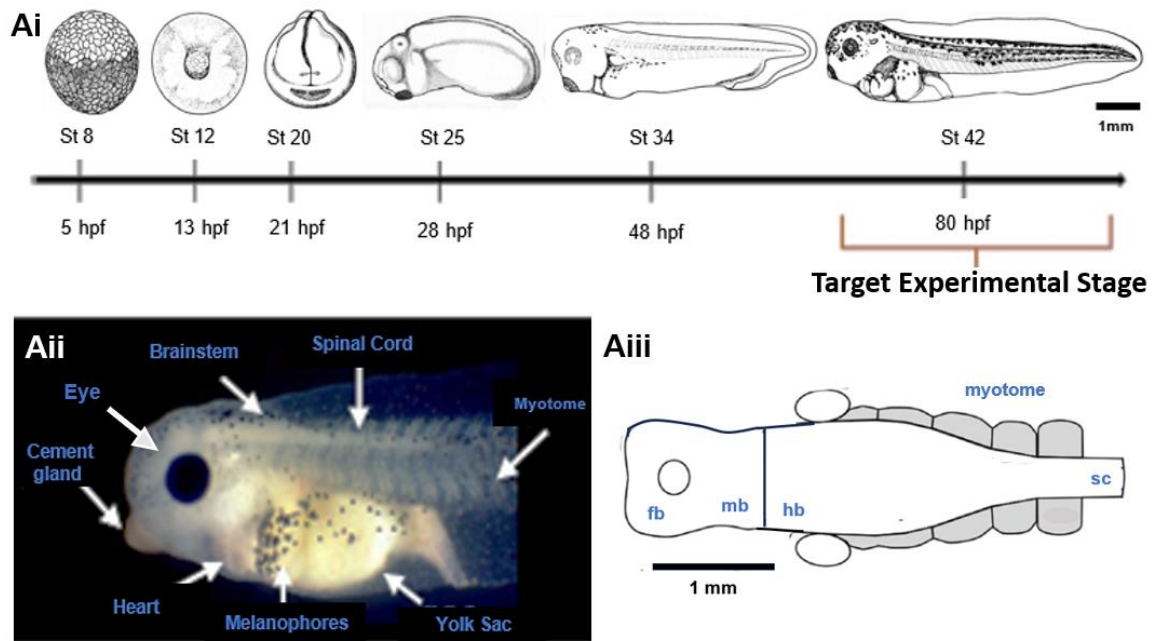 Ai
St 8
St 12
St 20
St 25
St 34
St 42
1mm
5 hpf
13 hpf
21 hpf
28 hpf
48 hpf
80 hpf
Target Experimental Stage
Aii
Brainstem
Spinal Cord
Eye
Myotome
Cement
gland
Heart
Melanophores
Yolk Sac
Aiii
myotome
fb
mb
hb
sc
1 mm